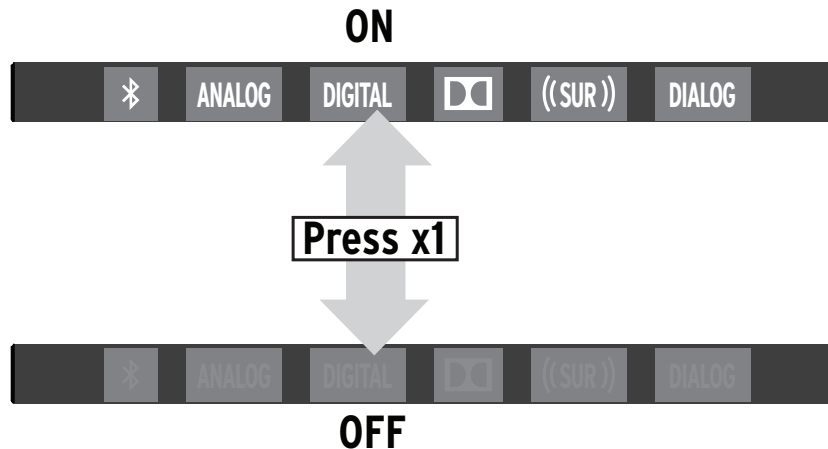 ON
ANALOG DIGITAL ((SUR)) DIALOG
Press x1
ANALOG DIGITAL ((SUR)) DIALOG
OFF